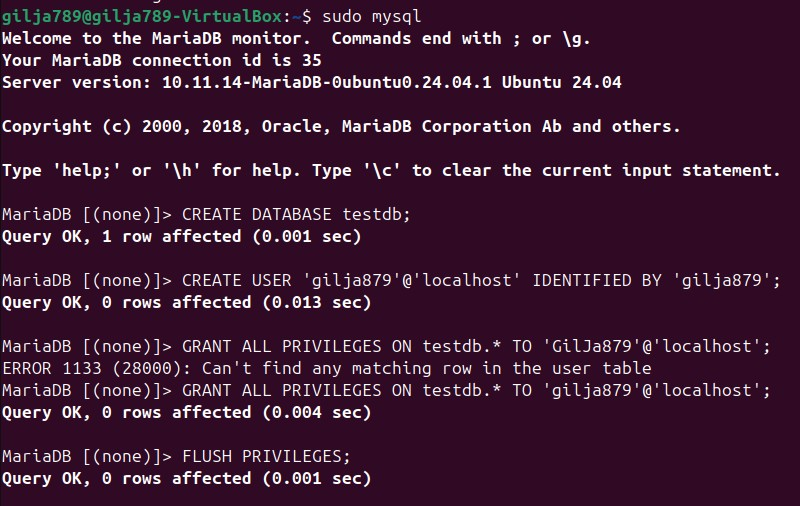 gilja789@gilja789-VirtualBox:~$ sudo mysql
Welcome to the MariaDB monitor.  Commands end with ; or \g.
Your MariaDB connection id is 35
Server version: 10.11.14-MariaDB-0ubuntu0.24.04.1 Ubuntu 24.04
Copyright (c) 2000, 2018, Oracle, MariaDB Corporation Ab and others.
Type 'help;' or '\h' for help. Type '\c' to clear the current input statement.
MariaDB [(none)]> CREATE DATABASE testdb;
Query OK, 1 row affected (0.001 sec)
MariaDB [(none)]> CREATE USER 'gilja879'@'localhost' IDENTIFIED BY 'gilja879';
Query OK, 0 rows affected (0.013 sec)
MariaDB [(none)]> GRANT ALL PRIVILEGES ON testdb.* TO 'GilJa879'@'localhost';
ERROR 1133 (28000): Can't find any matching row in the user table
MariaDB [(none)]> GRANT ALL PRIVILEGES ON testdb.* TO 'gilja879'@'localhost';
Query OK, 0 rows affected (0.004 sec)
MariaDB [(none)]> FLUSH PRIVILEGES;
Query OK, 0 rows affected (0.001 sec)